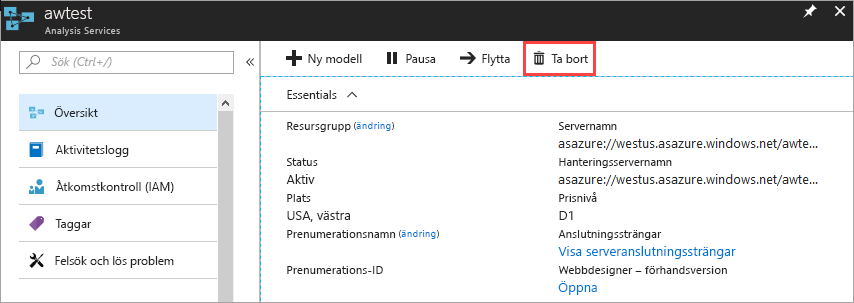 awtest
Analysis Services
Sök (Ctrl+/)
«
Översikt
Aktivitetslogg
Åtkomstkontroll (IAM)
Taggar
Felsök och lös problem
Ny modell
Pausa
Flytta
Ta bort
Essentials
Resursgrupp (ändring)
Status
Aktiv
Plats
USA, västra
Prenumerationsnamn (ändring)
Prenumerations-ID
Servernamn
asazure://westus.asazure.windows.net/awte...
Hanteringsservernamn
asazure://westus.asazure.windows.net/awte...
Prisnivå
D1
Anslutningssträngar
Visa serveranslutningssträngar
Webbdesigner – förhandsversion
Öppna